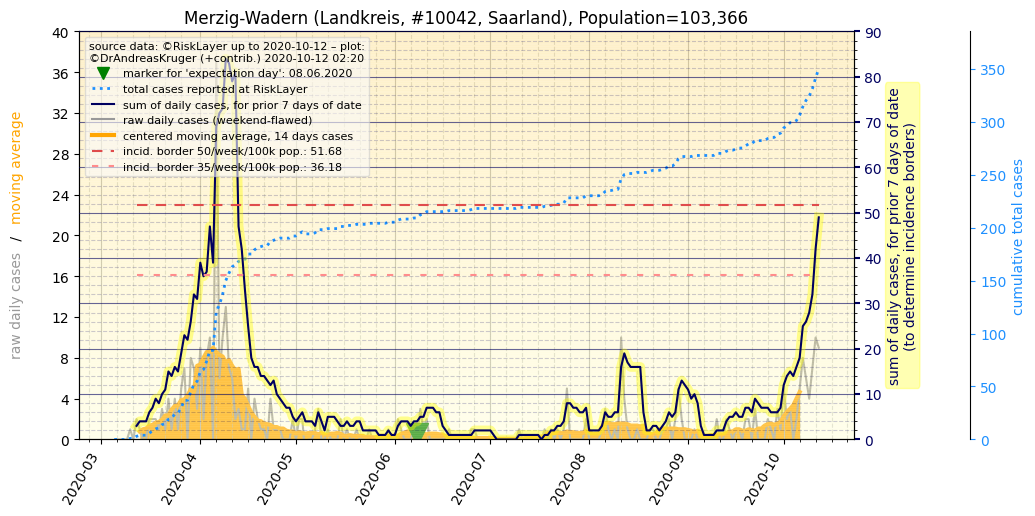 Merzig-Wadern (Landkreis, #10042, Saarland), Population=103,366
source data: ©RiskLayer up to 2020-10-12 – plot:
©DrAndreasKruger (+contrib.) 2020-10-12 02:20
marker for 'expectation day': 08.06.2020
total cases reported at RiskLayer
sum of daily cases, for prior 7 days of date
raw daily cases (weekend-flawed)
centered moving average, 14 days cases
incid. border 50/week/100k pop.: 51.68
incid. border 35/week/100k pop.: 36.18
raw daily cases / moving average
40
36
32
28
24
20
16
12
8
4
0
2020-03
2020-04
2020-05
2020-06
2020-07
2020-08
2020-09
2020-10
90
80
70
60
50
40
30
20
10
0
sum of daily cases, for prior 7 days of date
(to determine incidence borders)
350
300
250
200
150
100
50
0
cumulative total cases